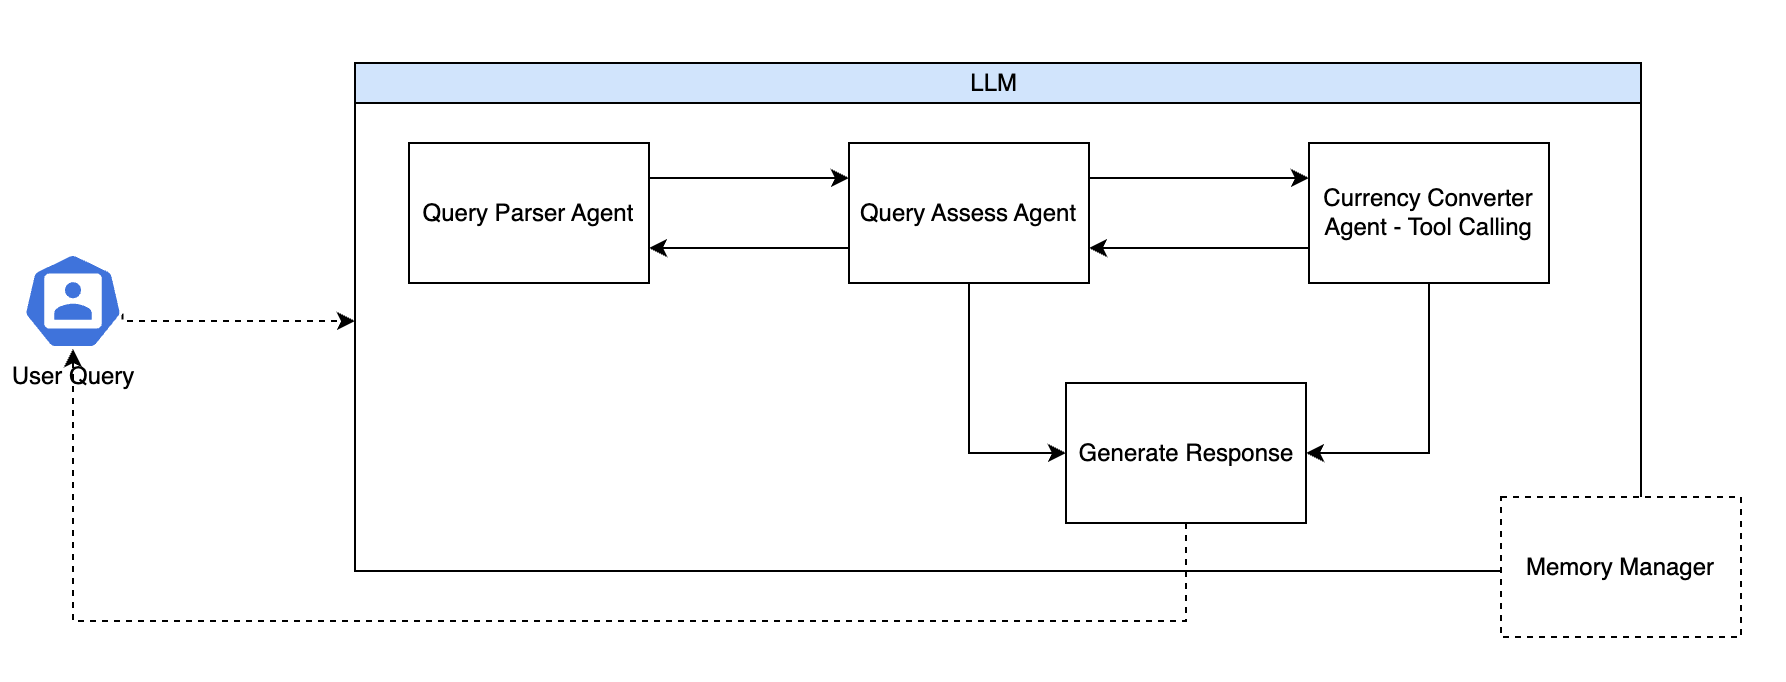 LLM
Query Parser Agent
Query Assess Agent
Currency Converter
Agent - Tool Calling
User Query
Generate Response
Memory Manager